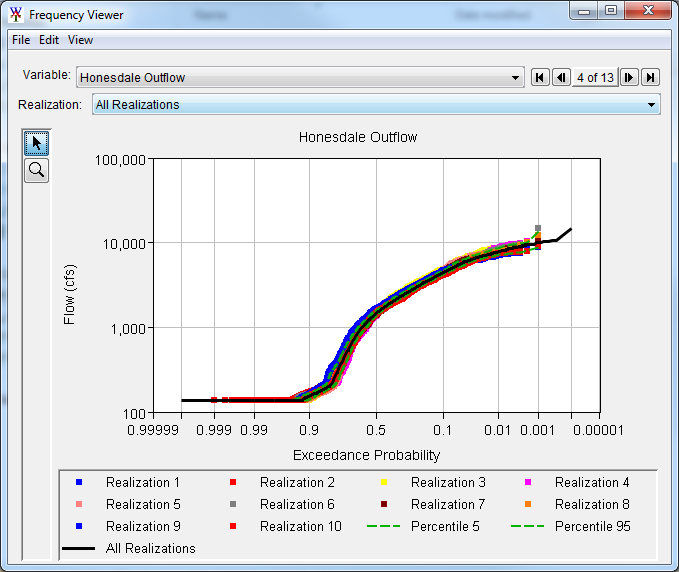 Frequency Viewer
File Edit View
Variable: Honesdale Outflow 4 of 13
Realization: All Realizations
Honesdale Outflow
100,000
10,000
1,000
100
Flow (cfs)
0.99999 0.999 0.99 0.9 0.5 0.1 0.01 0.001 0.00001
Exceedance Probability
Realization 1 Realization 2 Realization 3 Realization 4
Realization 5 Realization 6 Realization 7 Realization 8
Realization 9 Realization 10 Percentile 5 Percentile 95
All Realizations